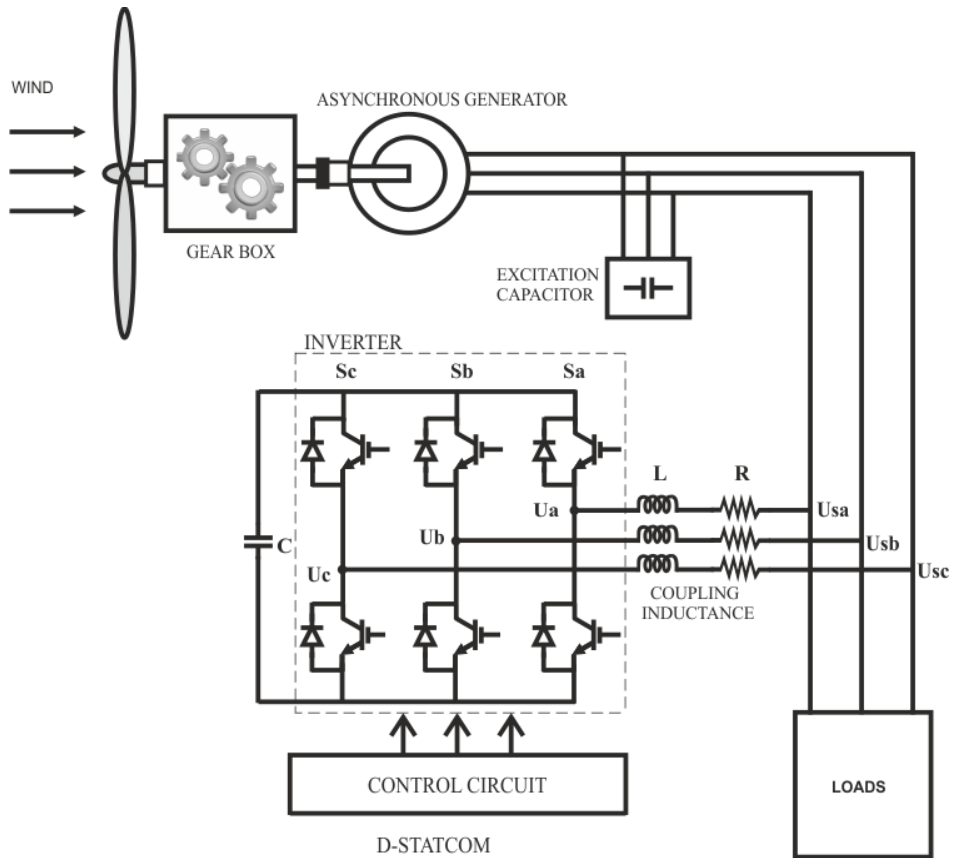 WIND
ASYNCHRONOUS GENERATOR
GEAR BOX
EXCITATION
CAPACITOR
INVERTER
Sc
Sb
Sa
L
R
Ua
Usa
Ub
Usb
C
Uc
Usc
COUPLING
INDUCTANCE
CONTROL CIRCUIT
LOADS
D-STATCOM